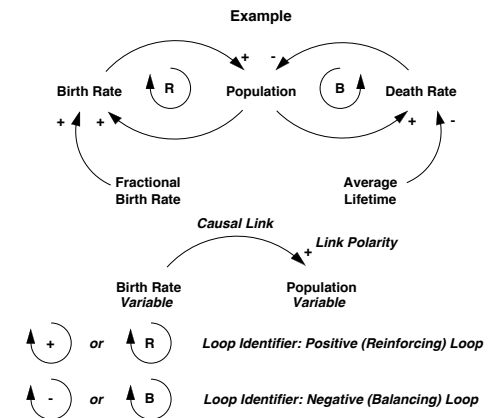 Example
+ -
Birth Rate R Population B Death Rate
+ + + -
Fractional
Birth Rate
Average
Lifetime
Causal Link
+ Link Polarity
Birth Rate
Variable
Population
Variable
+ or R Loop Identifier: Positive (Reinforcing) Loop
- or B Loop Identifier: Negative (Balancing) Loop